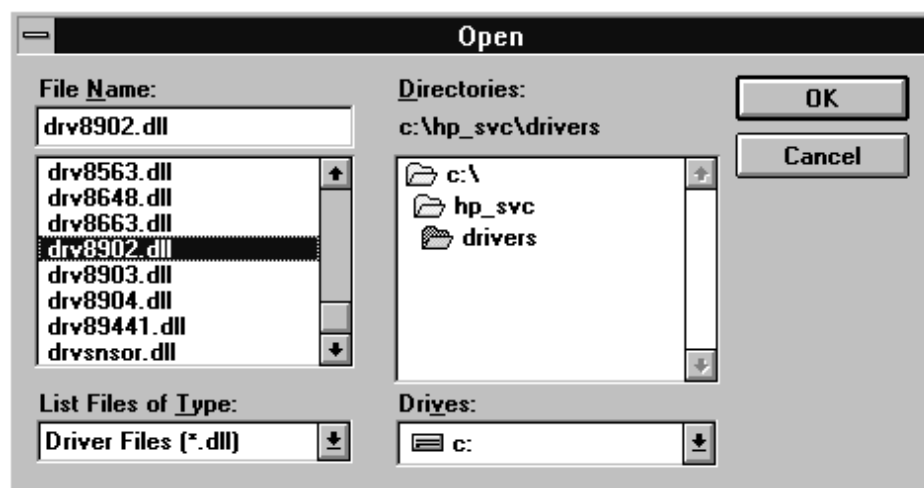 Open
File Name:
drv8902.dll
drv8563.dll
drv8648.dll
drv8663.dll
drv8902.dll
drv8903.dll
drv8904.dll
drv89441.dll
drvsnsor.dll
List Files of Type:
Driver Files (*.dll)
Directories:
c:\hp_svc\drivers
c:\
hp_svc
drivers
Drives:
c:
OK
Cancel